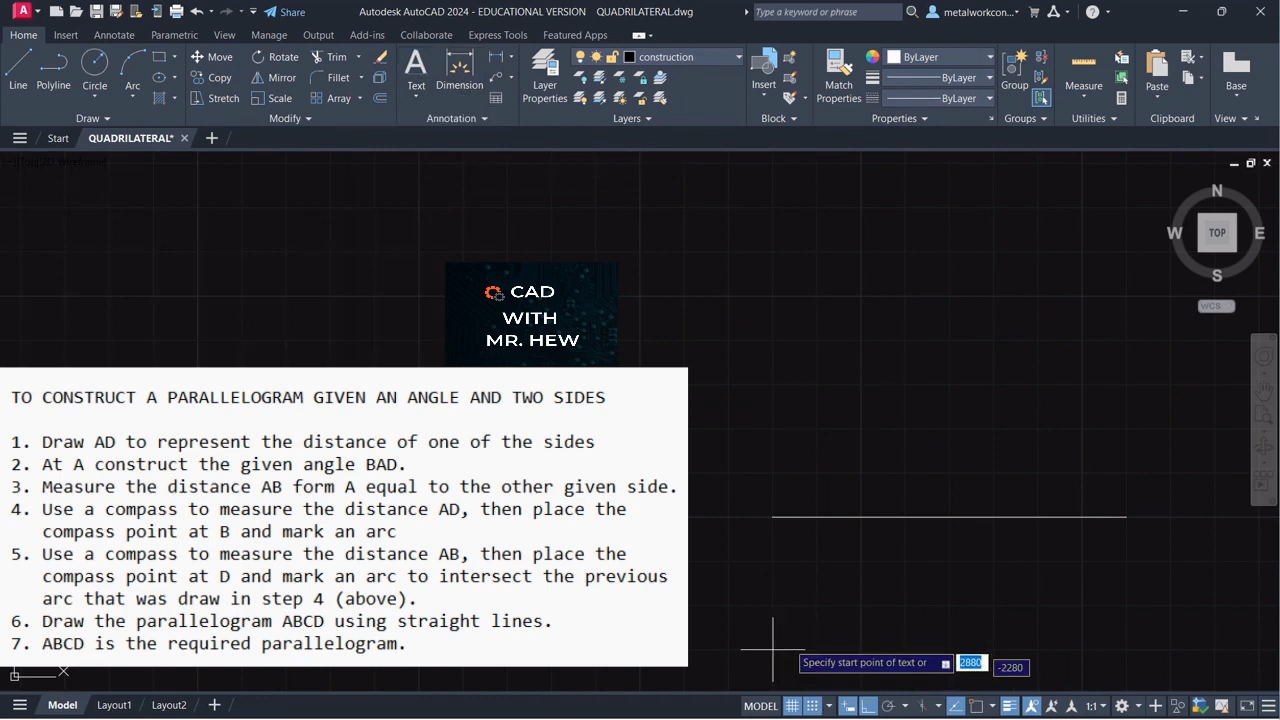 Share
Autodesk AutoCAD 2024 - EDUCATIONAL VERSION QUADRILATERAL.dwg
Type a keyword or phrase
metalworkcon...
Home Insert Annotate Parametric View Manage Output Add-ins Collaborate Express Tools Featured Apps
Line Polyline Circle Arc
Move Rotate Trim
Copy Mirror Fillet
Stretch Scale Array
Text Dimension
Layer Properties
construction
Insert
Match Properties
ByLayer
ByLayer
ByLayer
Group Measure Paste Base
Draw Modify Annotation Layers Block Properties Groups Utilities Clipboard View
Start QUADRILATERAL*
N
W TOP E
S
WCS
CAD
WITH
MR. HEW
TO CONSTRUCT A PARALLELOGRAM GIVEN AN ANGLE AND TWO SIDES
1. Draw AD to represent the distance of one of the sides
2. At A construct the given angle BAD.
3. Measure the distance AB form A equal to the other given side.
4. Use a compass to measure the distance AD, then place the
compass point at B and mark an arc
5. Use a compass to measure the distance AB, then place the
compass point at D and mark an arc to intersect the previous
arc that was draw in step 4 (above).
6. Draw the parallelogram ABCD using straight lines.
7. ABCD is the required parallelogram.
Specify start point of text or 2880 -2280
Model Layout1 Layout2
MODEL 1:1